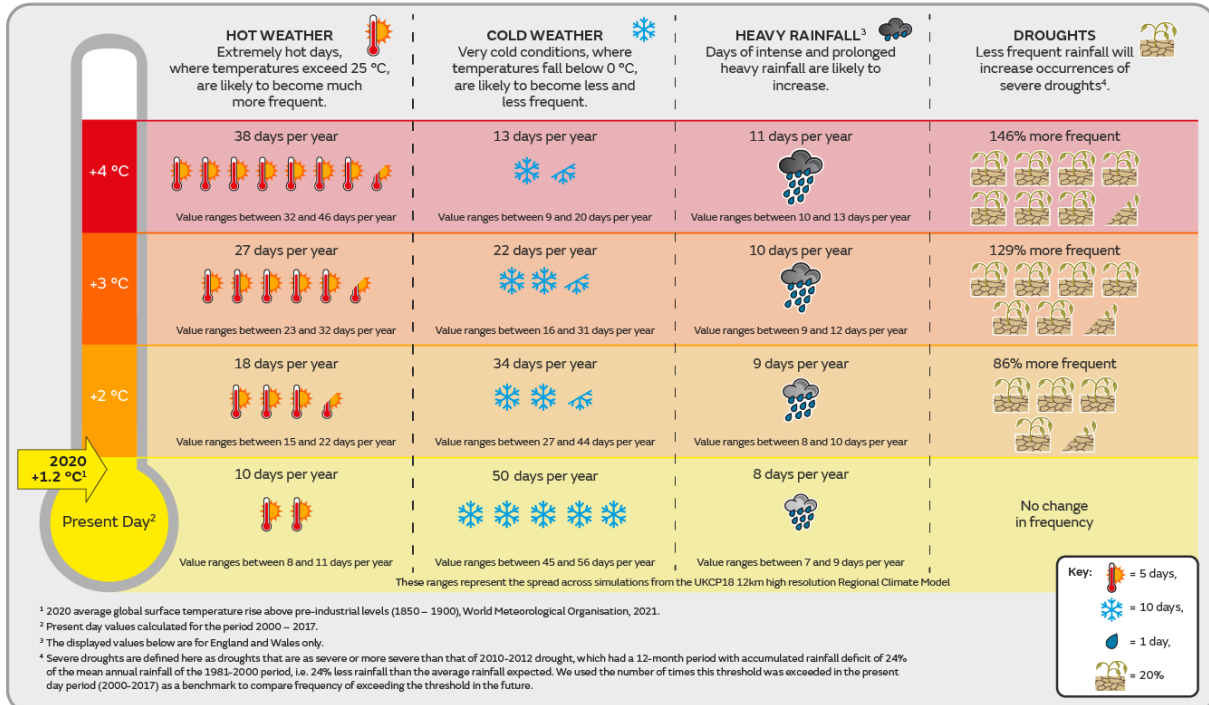 HOT WEATHER
Extremely hot days,
where temperatures exceed 25 °C,
are likely to become much
more frequent.
COLD WEATHER
Very cold conditions, where
temperatures fall below 0 °C,
are likely to become less and
less frequent.
HEAVY RAINFALL³
Days of intense and prolonged
heavy rainfall are likely to
increase.
DROUGHTS
Less frequent rainfall will
increase occurrences of
severe droughts⁴.
+4 °C
38 days per year
Value ranges between 32 and 46 days per year
13 days per year
Value ranges between 9 and 20 days per year
11 days per year
Value ranges between 10 and 13 days per year
146% more frequent
+3 °C
27 days per year
Value ranges between 23 and 32 days per year
22 days per year
Value ranges between 16 and 31 days per year
10 days per year
Value ranges between 9 and 12 days per year
129% more frequent
+2 °C
18 days per year
Value ranges between 15 and 22 days per year
34 days per year
Value ranges between 27 and 44 days per year
9 days per year
Value ranges between 8 and 10 days per year
86% more frequent
2020
+1.2 °C¹
Present Day²
10 days per year
Value ranges between 8 and 11 days per year
50 days per year
Value ranges between 45 and 56 days per year
8 days per year
Value ranges between 7 and 9 days per year
No change
in frequency
These ranges represent the spread across simulations from the UKCP18 12km high resolution Regional Climate Model
Key:
= 5 days,
= 10 days,
= 1 day,
= 20%
¹ 2020 average global surface temperature rise above pre-industrial levels (1850 – 1900), World Meteorological Organisation, 2021.
² Present day values calculated for the period 2000 – 2017.
³ The displayed values below are for England and Wales only.
⁴ Severe droughts are defined here as droughts that are as severe or more severe than that of 2010-2012 drought, which had a 12-month period with accumulated rainfall deficit of 24%
of the mean annual rainfall of the 1981-2000 period, i.e. 24% less rainfall than the average rainfall expected. We used the number of times this threshold was exceeded in the present
day period (2000-2017) as a benchmark to compare frequency of exceeding the threshold in the future.